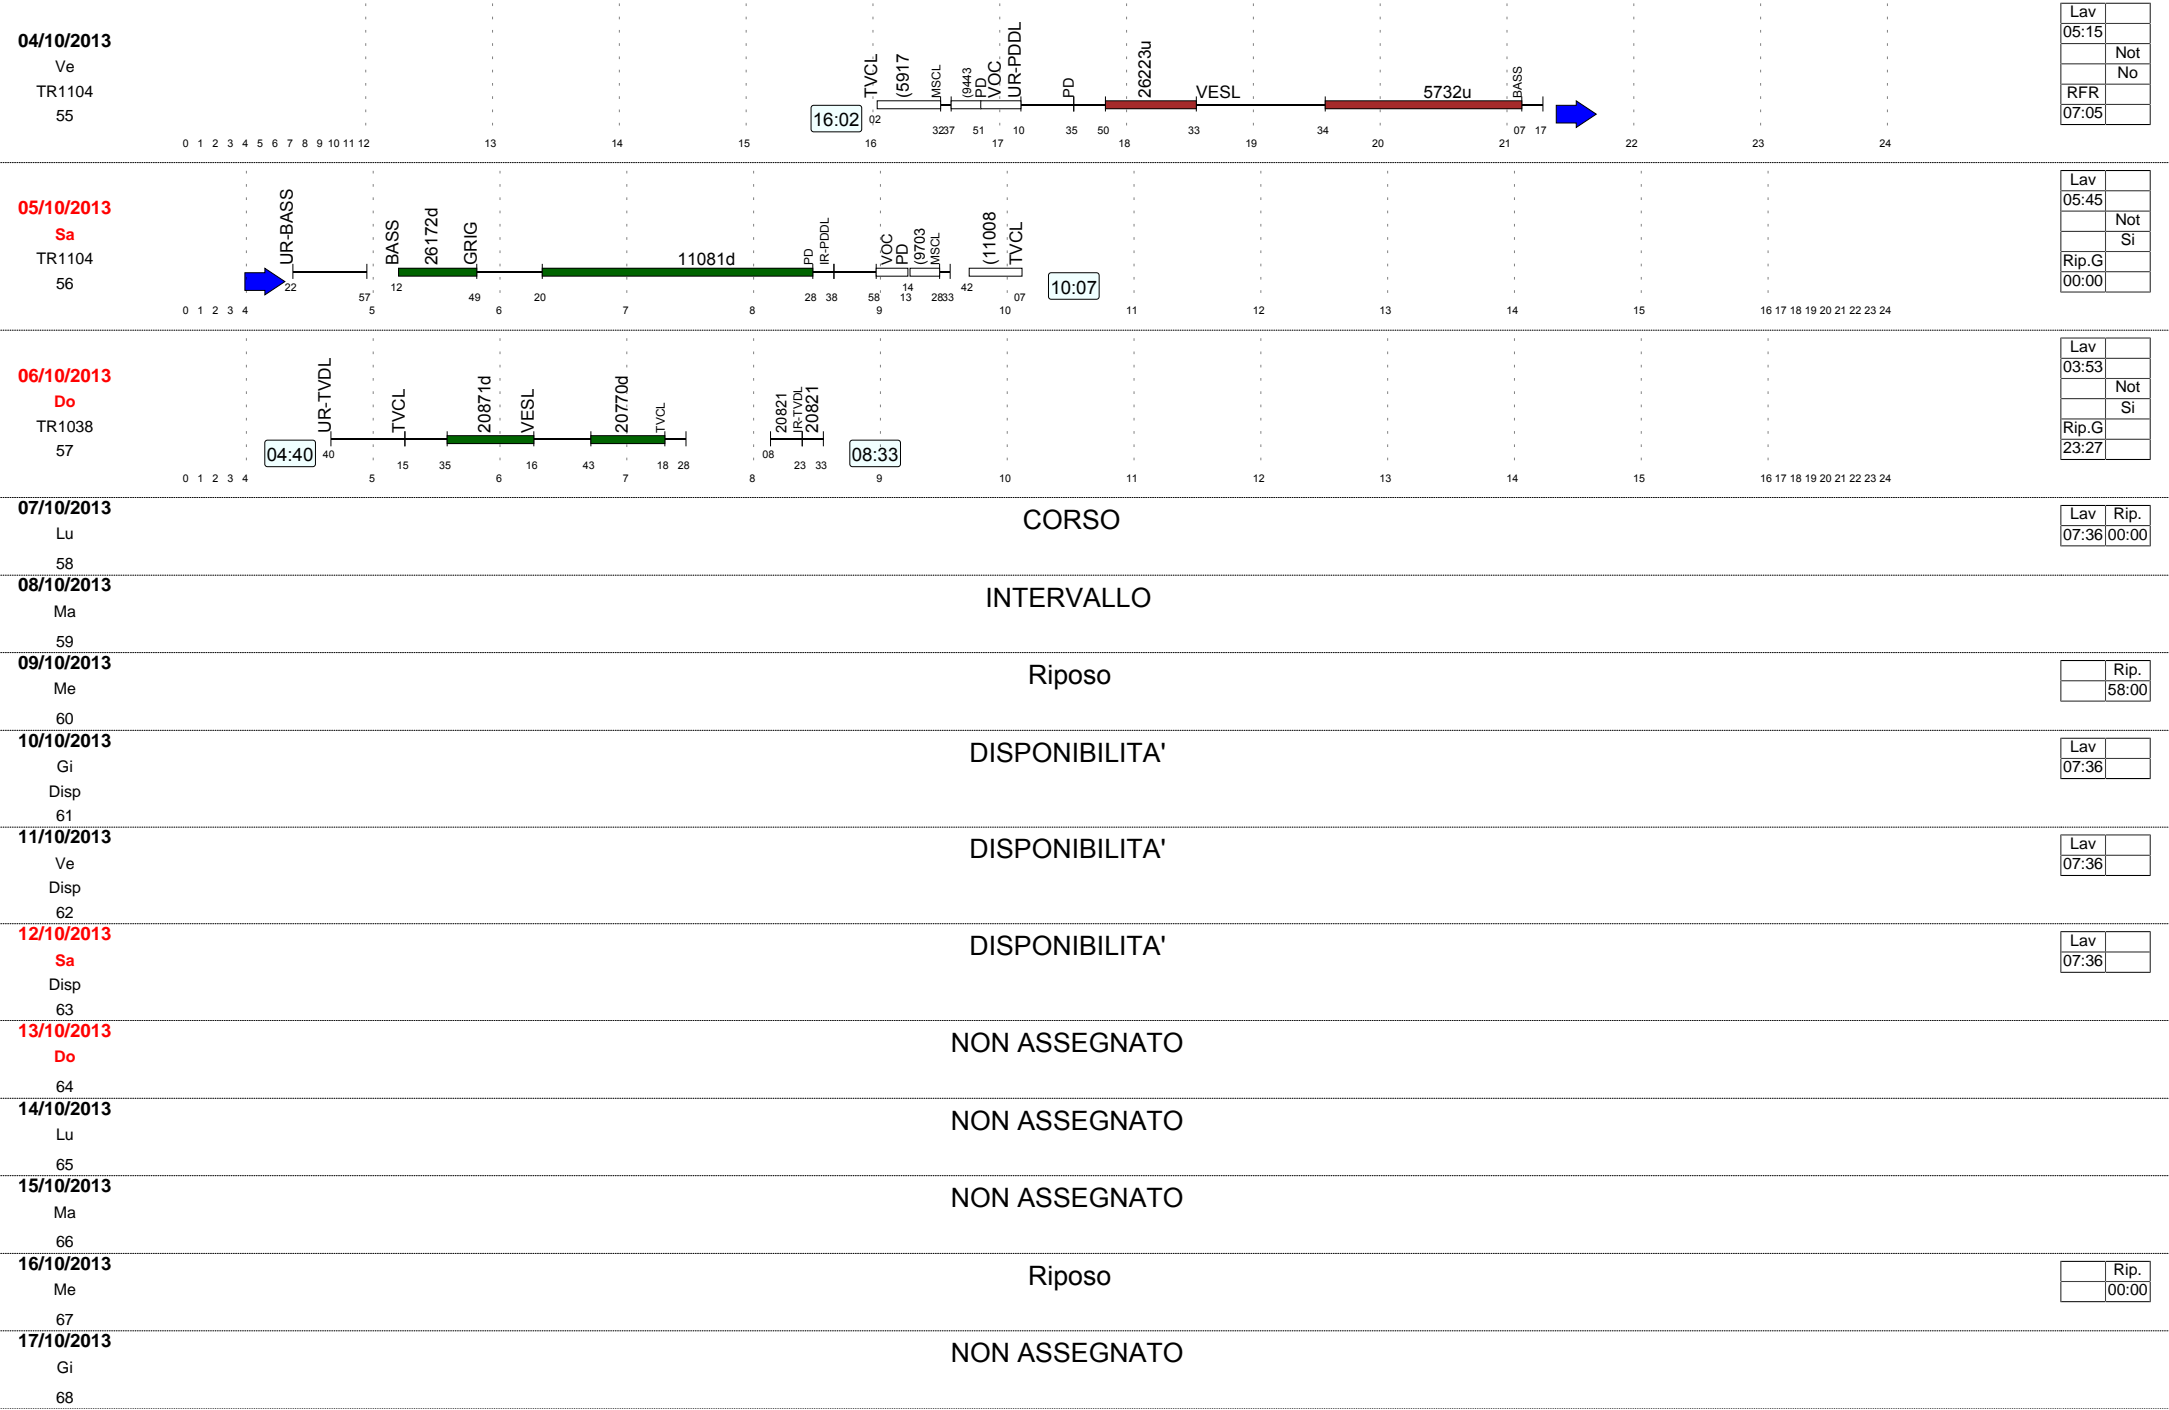 04/10/2013
Ve
TR1104
55
16:02
TVCL (5917 MSCL (9443 PD VOC UR-PDDL PD 26223u VESL 5732u BASS
02 32 37 51 10 35 50 33 34 07 17
0 1 2 3 4 5 6 7 8 9 10 11 12 13 14 15 16 17 18 19 20 21 22 23 24
Lav
05:15
Not
No
RFR
07:05
05/10/2013
Sa
TR1104
56
UR-BASS BASS 26172d GRIG 11081d PD IR-PDDL VOC PD (9703 MSCL (11008 TVCL
22 57 12 49 20 28 38 58 13 14 28 33 42 07
10:07
0 1 2 3 4 5 6 7 8 9 10 11 12 13 14 15 16 17 18 19 20 21 22 23 24
Lav
05:45
Not
Si
Rip.G
00:00
06/10/2013
Do
TR1038
57
04:40
UR-TVDL TVCL 20871d VESL 20770d TVCL 20821 IR-TVDL 20821
40 15 35 16 43 18 28 08 23 33
08:33
0 1 2 3 4 5 6 7 8 9 10 11 12 13 14 15 16 17 18 19 20 21 22 23 24
Lav
03:53
Not
Si
Rip.G
23:27
07/10/2013
Lu
58
CORSO
Lav Rip.
07:36 00:00
08/10/2013
Ma
59
INTERVALLO
09/10/2013
Me
60
Riposo
Rip.
58:00
10/10/2013
Gi
Disp
61
DISPONIBILITA'
Lav
07:36
11/10/2013
Ve
Disp
62
DISPONIBILITA'
Lav
07:36
12/10/2013
Sa
Disp
63
DISPONIBILITA'
Lav
07:36
13/10/2013
Do
64
NON ASSEGNATO
14/10/2013
Lu
65
NON ASSEGNATO
15/10/2013
Ma
66
NON ASSEGNATO
16/10/2013
Me
67
Riposo
Rip.
00:00
17/10/2013
Gi
68
NON ASSEGNATO